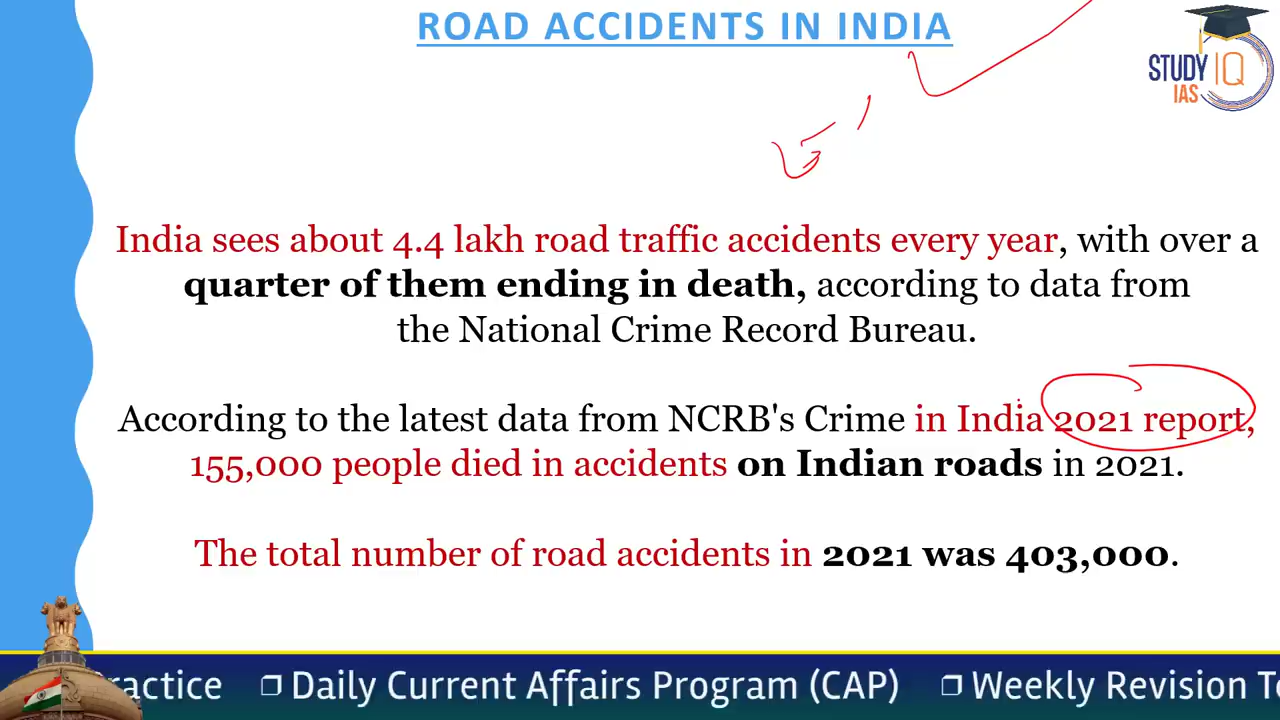 ROAD ACCIDENTS IN INDIA
STUDY IQ
IAS
India sees about 4.4 lakh road traffic accidents every year, with over a
quarter of them ending in death, according to data from
the National Crime Record Bureau.
According to the latest data from NCRB's Crime in India 2021 report,
155,000 people died in accidents on Indian roads in 2021.
The total number of road accidents in 2021 was 403,000.
ractice ❐ Daily Current Affairs Program (CAP) ❐ Weekly Revision Te